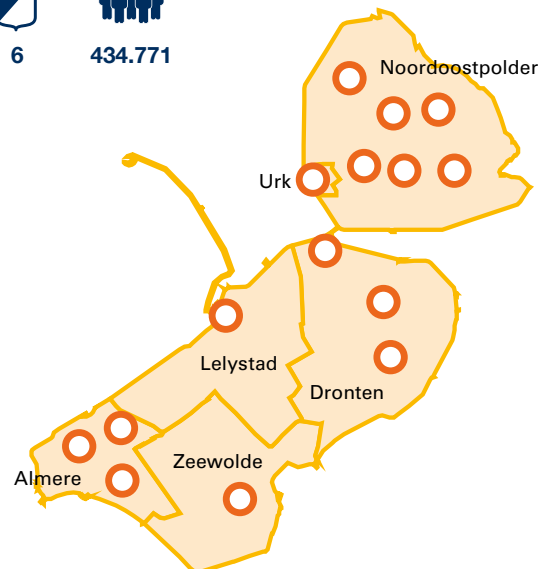 6 434.771
Noordoostpolder
Urk
Lelystad
Dronten
Zeewolde
Almere